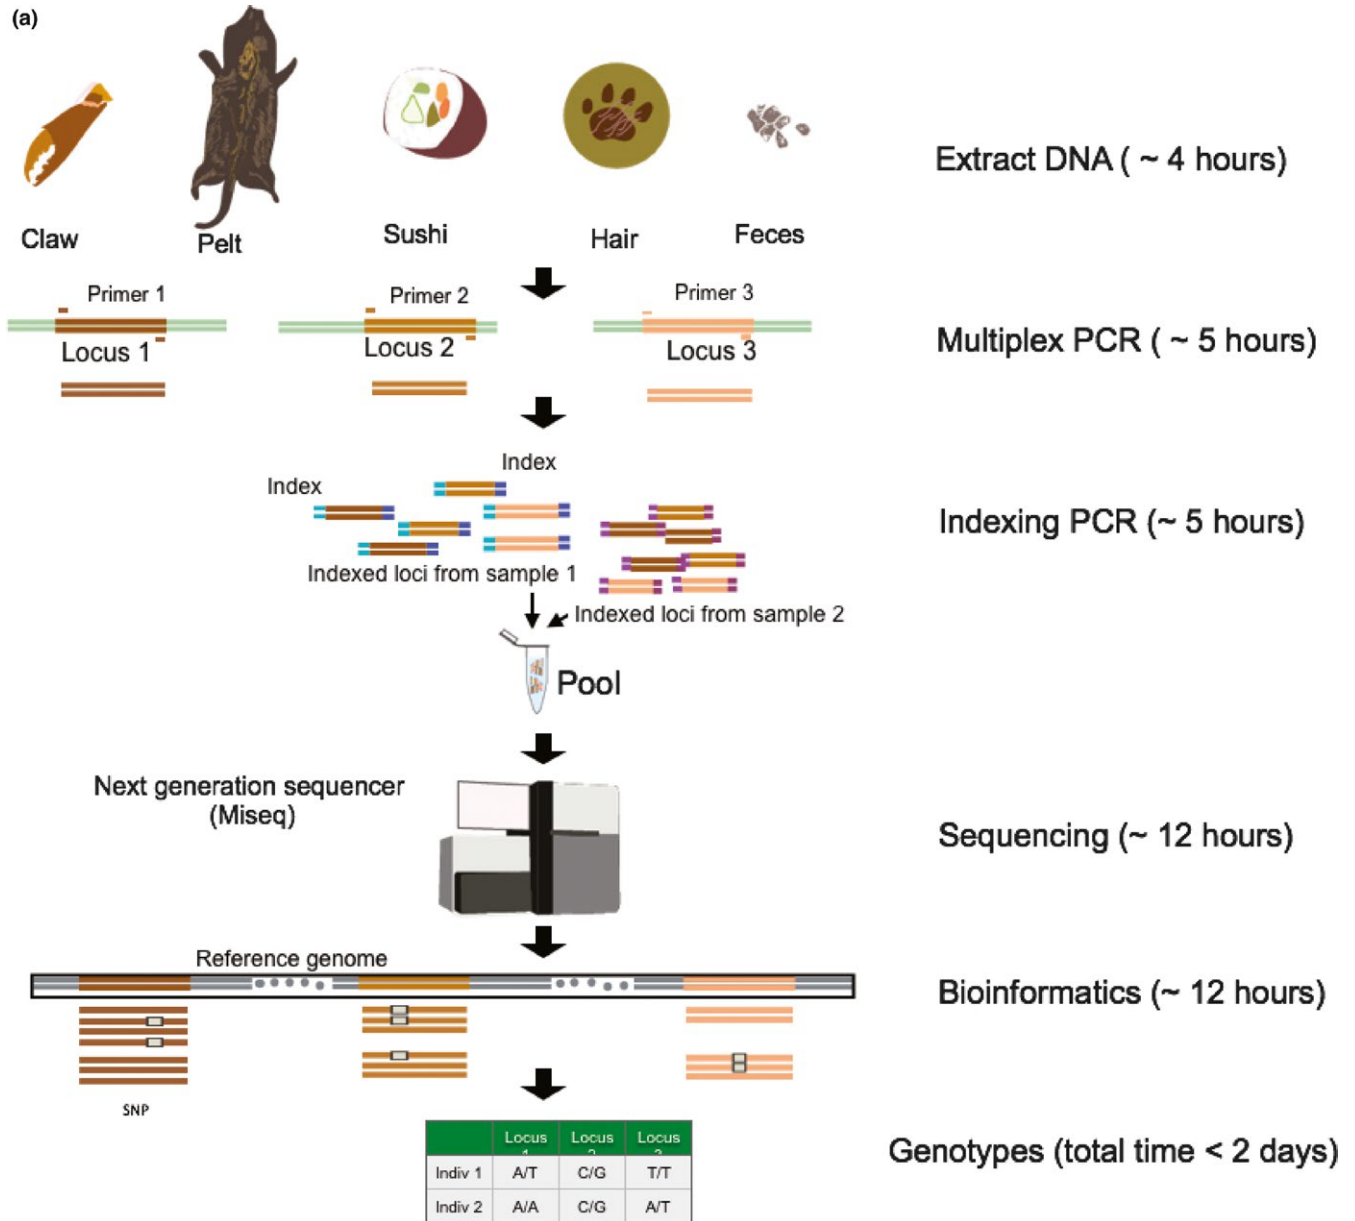 (a)
Extract DNA ( ~ 4 hours)
Claw
Pelt
Sushi
Hair
Feces
Primer 1
Primer 2
Primer 3
Locus 1
Locus 2
Locus 3
Multiplex PCR ( ~ 5 hours)
Index
Index
Indexing PCR (~ 5 hours)
Indexed loci from sample 1
Indexed loci from sample 2
Pool
Next generation sequencer
(Miseq)
Sequencing (~ 12 hours)
Reference genome
Bioinformatics (~ 12 hours)
SNP
Genotypes (total time < 2 days)
Locus 1 Locus 2 Locus 3
Indiv 1 A/T C/G T/T
Indiv 2 A/A C/G A/T